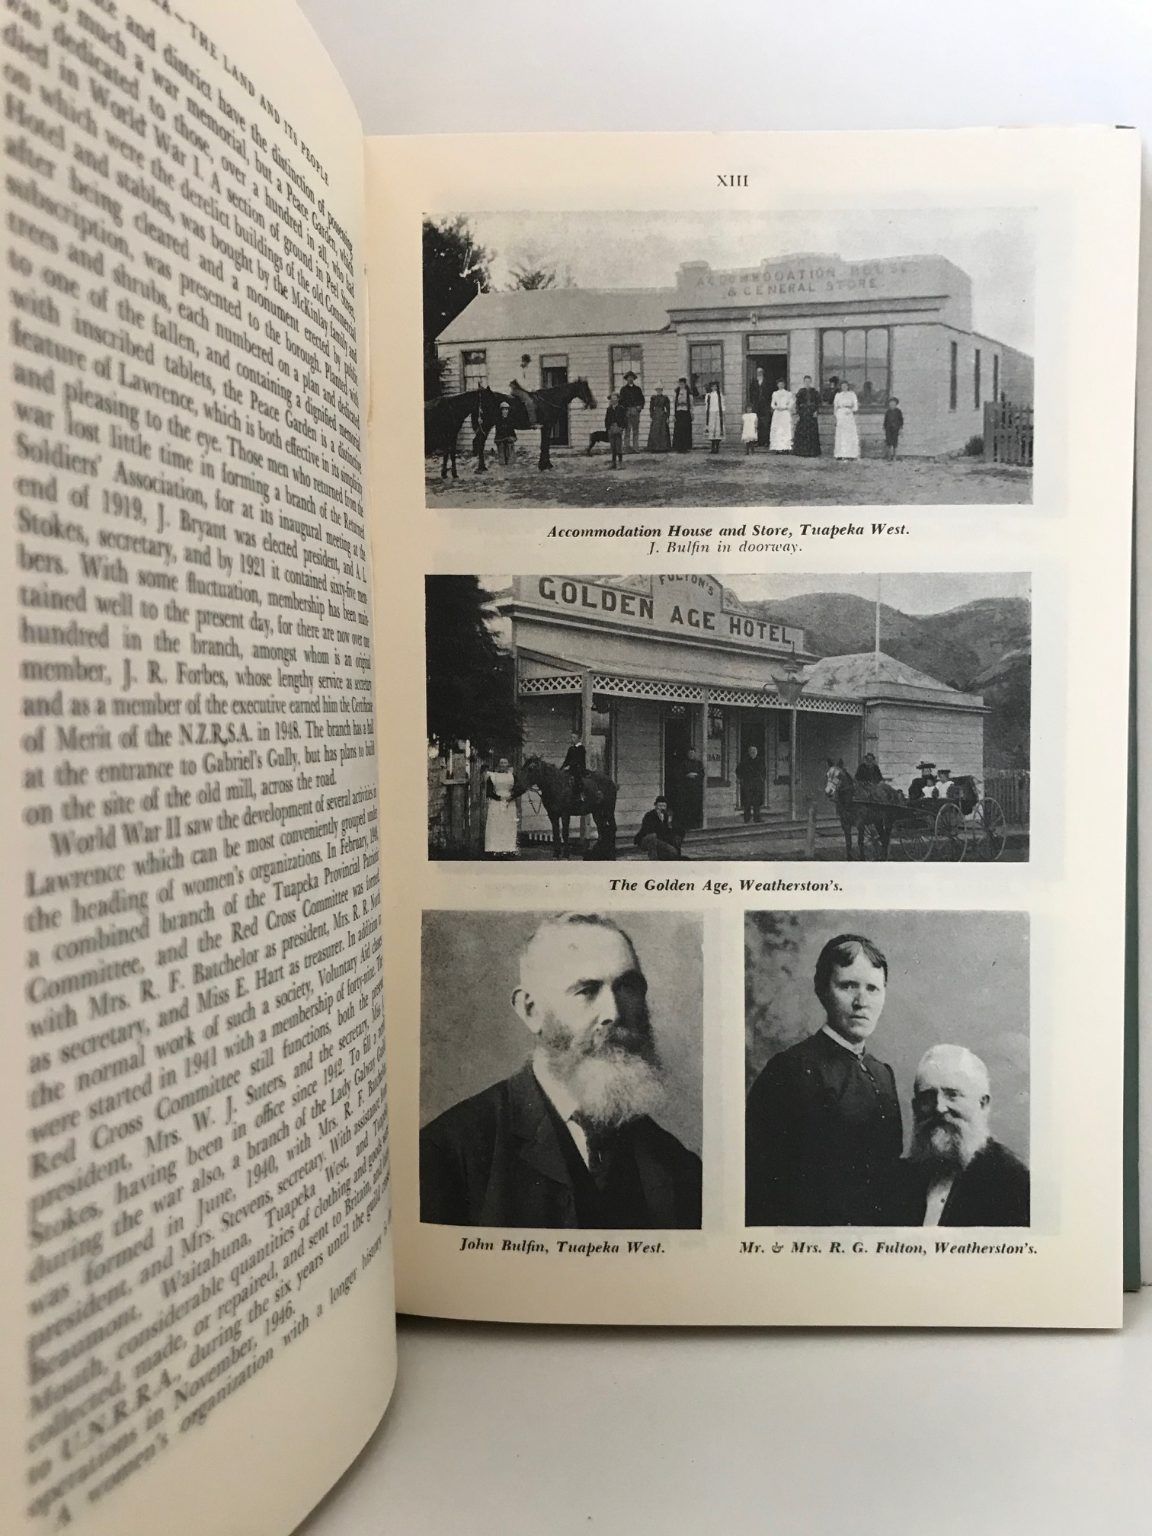 THE LAND AND ITS PEOPLE
and district have the distinction of possessing
much a war memorial, but a Peace Garden, which
was dedicated to those, over a hundred in all, who had
died in World War I. A section of ground in Peel Street,
on which were the derelict buildings of the old Commercial
Hotel and stables, was bought by the McKinlay family and
after being cleared and a monument erected by public
subscription, was presented to the borough. Planted with
trees and shrubs, each numbered on a plan and dedicated
to one of the fallen, and containing a dignified memorial
with inscribed tablets, the Peace Garden is a distinctive
feature of Lawrence, which is both effective in its simplicity
and pleasing to the eye. Those men who returned from the
war lost little time in forming a branch of the Returned
Soldiers' Association, for at its inaugural meeting at the
end of 1919, J. Bryant was elected president, and A. L.
Stokes, secretary, and by 1921 it contained sixty-five mem-
bers. With some fluctuation, membership has been main-
tained well to the present day, for there are now over one
hundred in the branch, amongst whom is an original
member, J. R. Forbes, whose lengthy service as secretary
and as a member of the executive earned him the Certificate
of Merit of the N.Z.R.S.A. in 1948. The branch has a hall
at the entrance to Gabriel's Gully, but has plans to build
on the site of the old mill, across the road.
World War II saw the development of several activities in
Lawrence which can be most conveniently grouped under
the heading of women's organizations. In February, 1940,
a combined branch of the Tuapeka Provincial Patriotic
Committee, and the Red Cross Committee was formed
with Mrs. R. F. Batchelor as president, Mrs. R. R. North
as secretary, and Miss E. Hart as treasurer. In addition to
the normal work of such a society, Voluntary Aid classes
were started in 1941 with a membership of forty-nine. The
Red Cross Committee still functions, both the present
president, Mrs. W. J. Suters, and the secretary, Miss
Stokes, having been in office since 1942. To fill a
during the war also, a branch of the Lady Galway Guild
was formed in June, 1940, with Mrs. R. F. Batchelor
president, and Mrs. Stevens, secretary. With assistance from
Beaumont, Waitahuna, Tuapeka West, and Tuapeka
Mouth, considerable quantities of clothing and goods were
collected, made, or repaired, and sent to Britain, and
to U.N.R.R.A., during the six years until the guild
operations in November, 1946.
A women's organization with a longer history is
XIII
ACCOMMODATION HOUSE
& GENERAL STORE.
Accommodation House and Store, Tuapeka West.
J. Bulfin in doorway.
FULTON'S
GOLDEN AGE HOTEL.
BAR
The Golden Age, Weatherston's.
John Bulfin, Tuapeka West.
Mr. & Mrs. R. G. Fulton, Weatherston's.